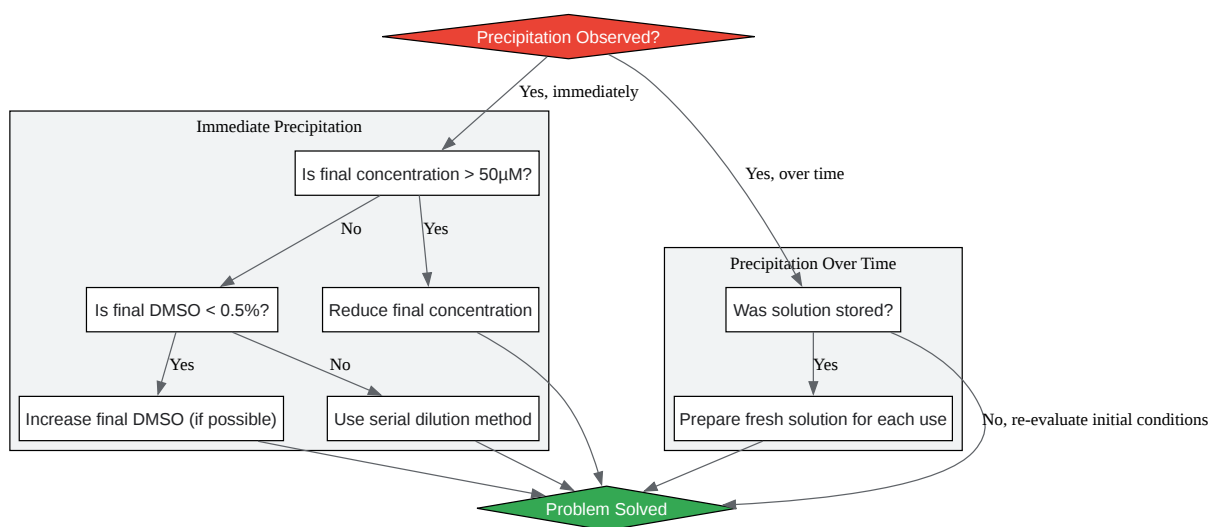 Precipitation Observed?
Yes, immediately
Immediate Precipitation
Is final concentration > 50µM?
Yes, over time
No
Yes
Precipitation Over Time
Is final DMSO < 0.5%?
Reduce final concentration
Was solution stored?
Yes
No
Yes
Increase final DMSO (if possible)
Use serial dilution method
Prepare fresh solution for each use
No, re-evaluate initial conditions
Problem Solved